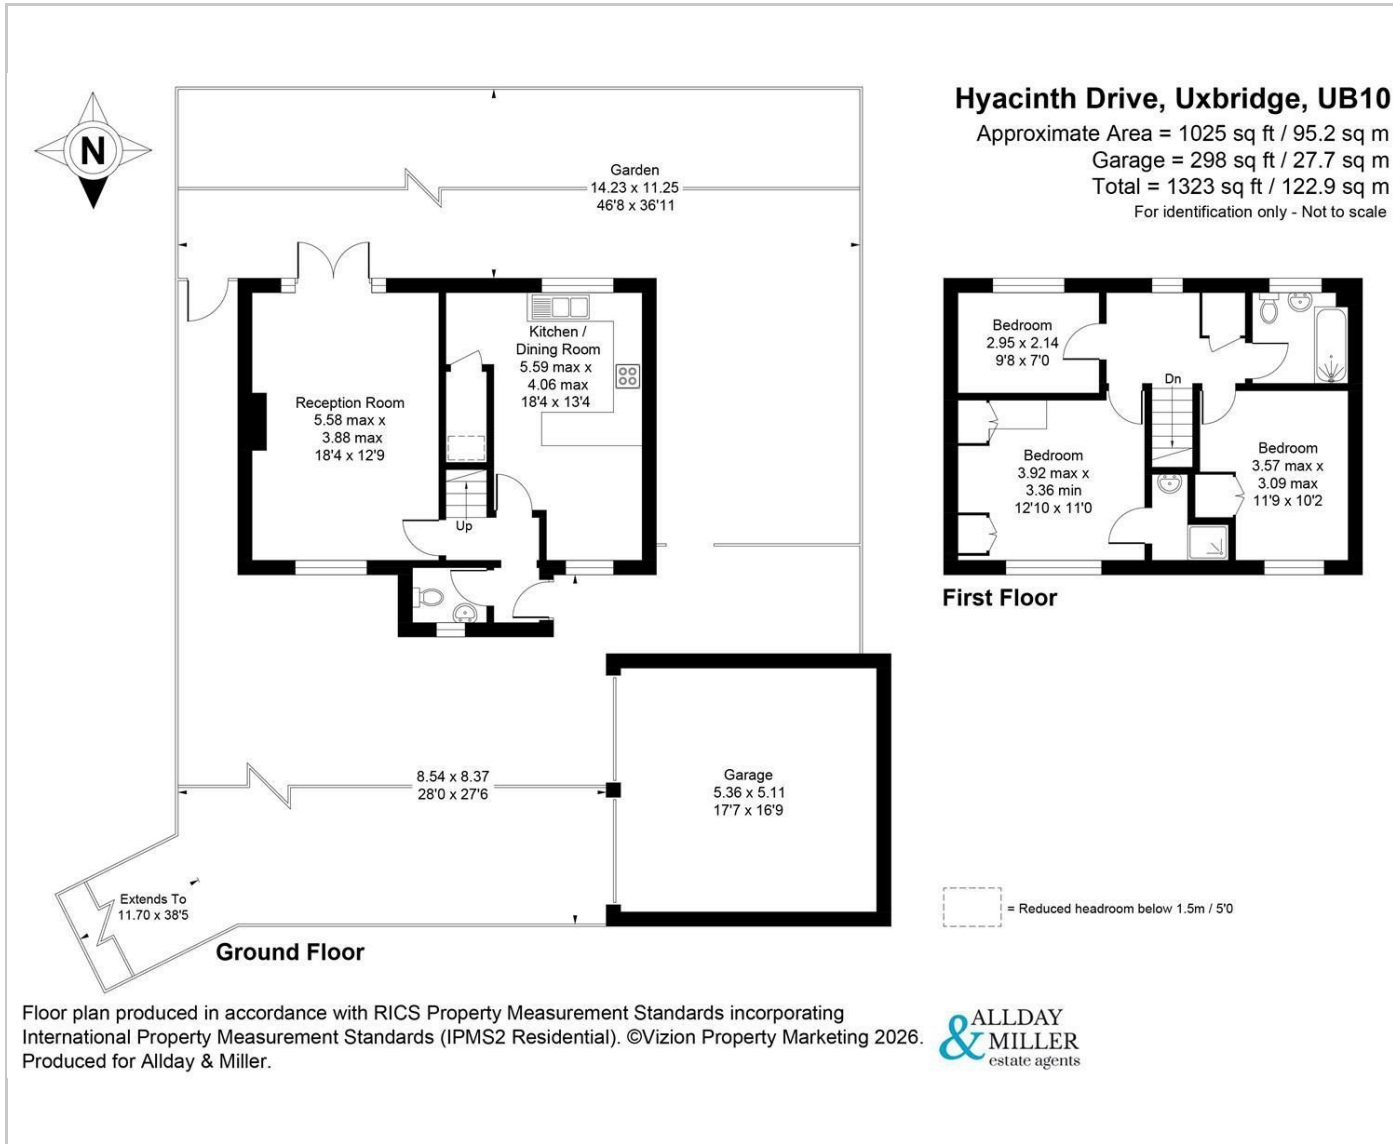 Hyacinth Drive, Uxbridge, UB10
Approximate Area = 1025 sq ft / 95.2 sq m
Garage = 298 sq ft / 27.7 sq m
Total = 1323 sq ft / 122.9 sq m
For identification only - Not to scale
N
Garden
14.23 x 11.25
46'8 x 36'11
Kitchen /
Dining Room
5.59 max x
4.06 max
18'4 x 13'4
Reception Room
5.58 max x
3.88 max
18'4 x 12'9
Up
8.54 x 8.37
28'0 x 27'6
Garage
5.36 x 5.11
17'7 x 16'9
Extends To
11.70 x 38'5
Ground Floor
Bedroom
2.95 x 2.14
9'8 x 7'0
Dn
Bedroom
3.92 max x
3.36 min
12'10 x 11'0
Bedroom
3.57 max x
3.09 max
11'9 x 10'2
First Floor
= Reduced headroom below 1.5m / 5'0
Floor plan produced in accordance with RICS Property Measurement Standards incorporating
International Property Measurement Standards (IPMS2 Residential). ©Vizion Property Marketing 2026.
Produced for Allday & Miller.
& ALLDAY
MILLER
estate agents